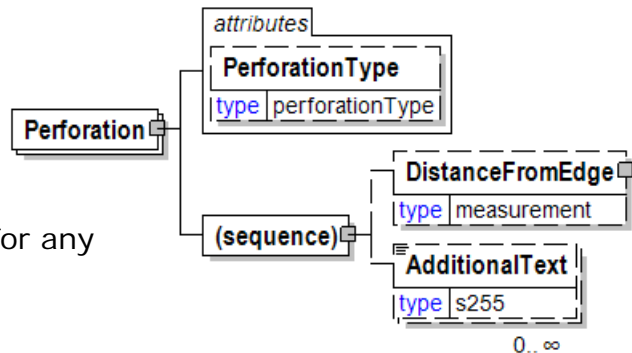 attributes
PerforationType
type perforationType
Perforation
DistanceFromEdge
type measurement
(sequence)
or any
AdditionalText
type s255
0.. ∞